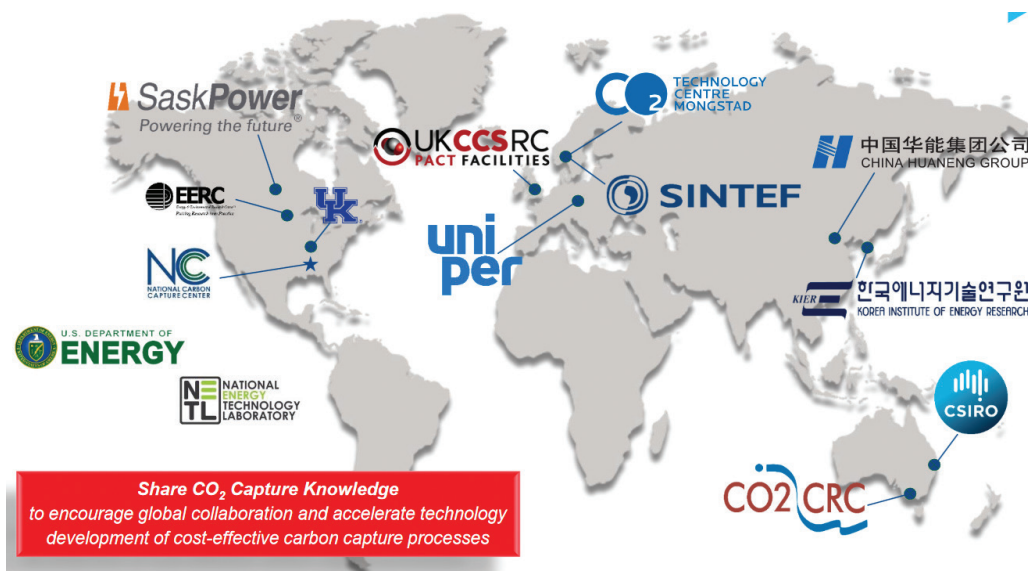 SaskPower®
Powering the future
EERC
UK
NCC
NATIONAL CARBON
CAPTURE CENTER
U.S. DEPARTMENT OF
ENERGY
NETL
NATIONAL
ENERGY
TECHNOLOGY
LABORATORY
UKCCSRC
PACT FACILITIES
uni
per
CO2
TECHNOLOGY
CENTRE
MONGSTAD
SINTEF
中国华能集团公司
CHINA HUANENG GROUP
KIER
한국에너지기술연구원
KOREA INSTITUTE OF ENERGY RESEARCH
CSIRO
CO2CRC
Share CO₂ Capture Knowledge
to encourage global collaboration and accelerate technology
development of cost-effective carbon capture processes